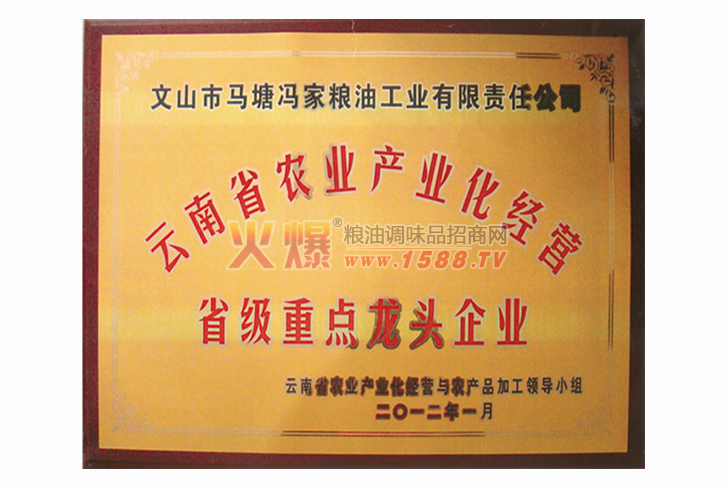 文山市马塘冯家粮油工业有限责任公司
云南省农业产业化经营
火爆®粮油调味品招商网
www.1588.TV
省级重点龙头企业
云南省农业产业化经营与农产品加工领导小组
二〇一二年一月